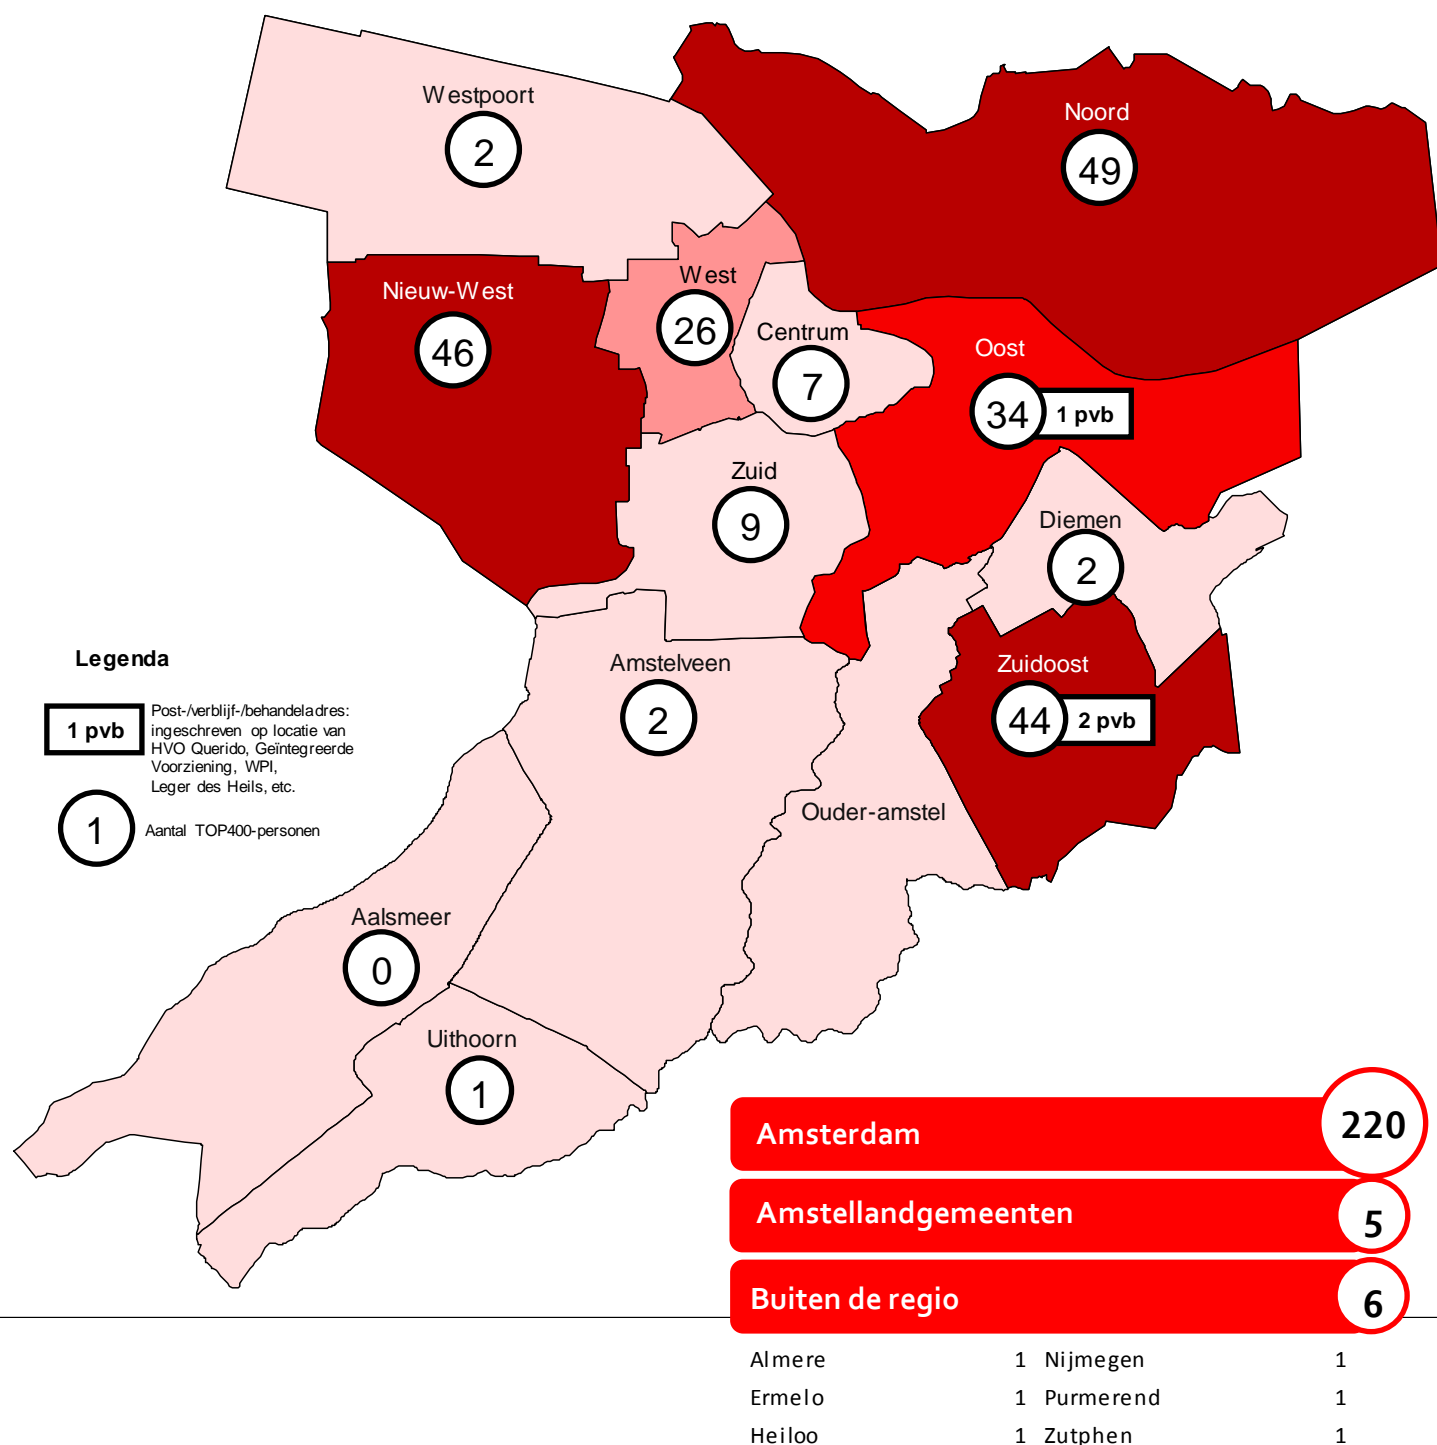 Westpoort
2
Noord
49
Nieuw-West
46
West
26
Centrum
7
Oost
34
1 pvb
Zuid
9
Diemen
2
Zuidoost
44
2 pvb
Amstelveen
2
Ouder-amstel
Aalsmeer
0
Uithoorn
1
Legenda
1 pvb
Post-/verblijf-/behandeladres:
ingeschreven op locatie van
HVO Querido, Geïntegreerde
Voorziening, WPI,
Leger des Heils, etc.
1
Aantal TOP400-personen
Amsterdam 220
Amstellandgemeenten 5
Buiten de regio 6
Almere 1 Nijmegen 1
Ermelo 1 Purmerend 1
Heiloo 1 Zutphen 1